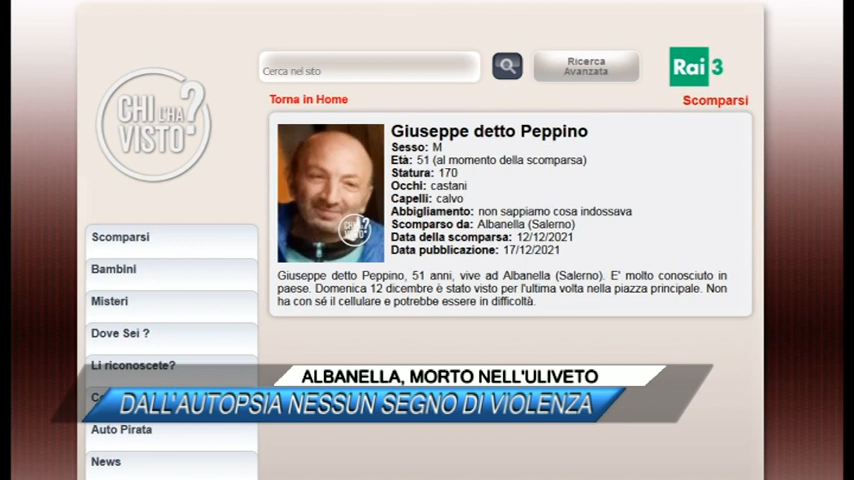 CHI L'HA VISTO?
Cerca nel sito
Ricerca
Avanzata
Rai 3
Torna in Home
Scomparsi
Giuseppe detto Peppino
Sesso: M
Età: 51 (al momento della scomparsa)
Statura: 170
Occhi: castani
Capelli: calvo
Abbigliamento: non sappiamo cosa indossava
Scomparso da: Albanella (Salerno)
Data della scomparsa: 12/12/2021
Data pubblicazione: 17/12/2021
CHI L'HA VISTO?
Giuseppe detto Peppino, 51 anni, vive ad Albanella (Salerno). E' molto conosciuto in
paese. Domenica 12 dicembre è stato visto per l'ultima volta nella piazza principale. Non
ha con sé il cellulare e potrebbe essere in difficoltà.
Scomparsi
Bambini
Misteri
Dove Sei ?
Li riconoscete?
Auto Pirata
News
ALBANELLA, MORTO NELL'ULIVETO
DALL'AUTOPSIA NESSUN SEGNO DI VIOLENZA